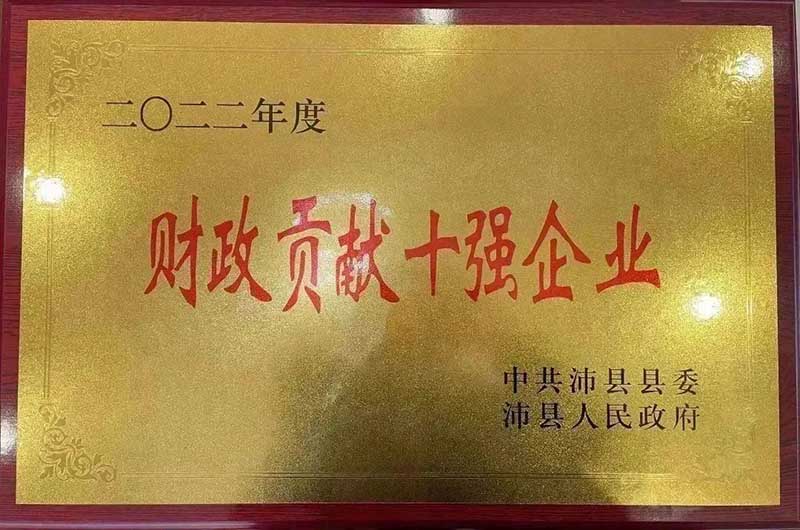 二〇二二年度
财政贡献十强企业
中共沛县县委
沛县人民政府